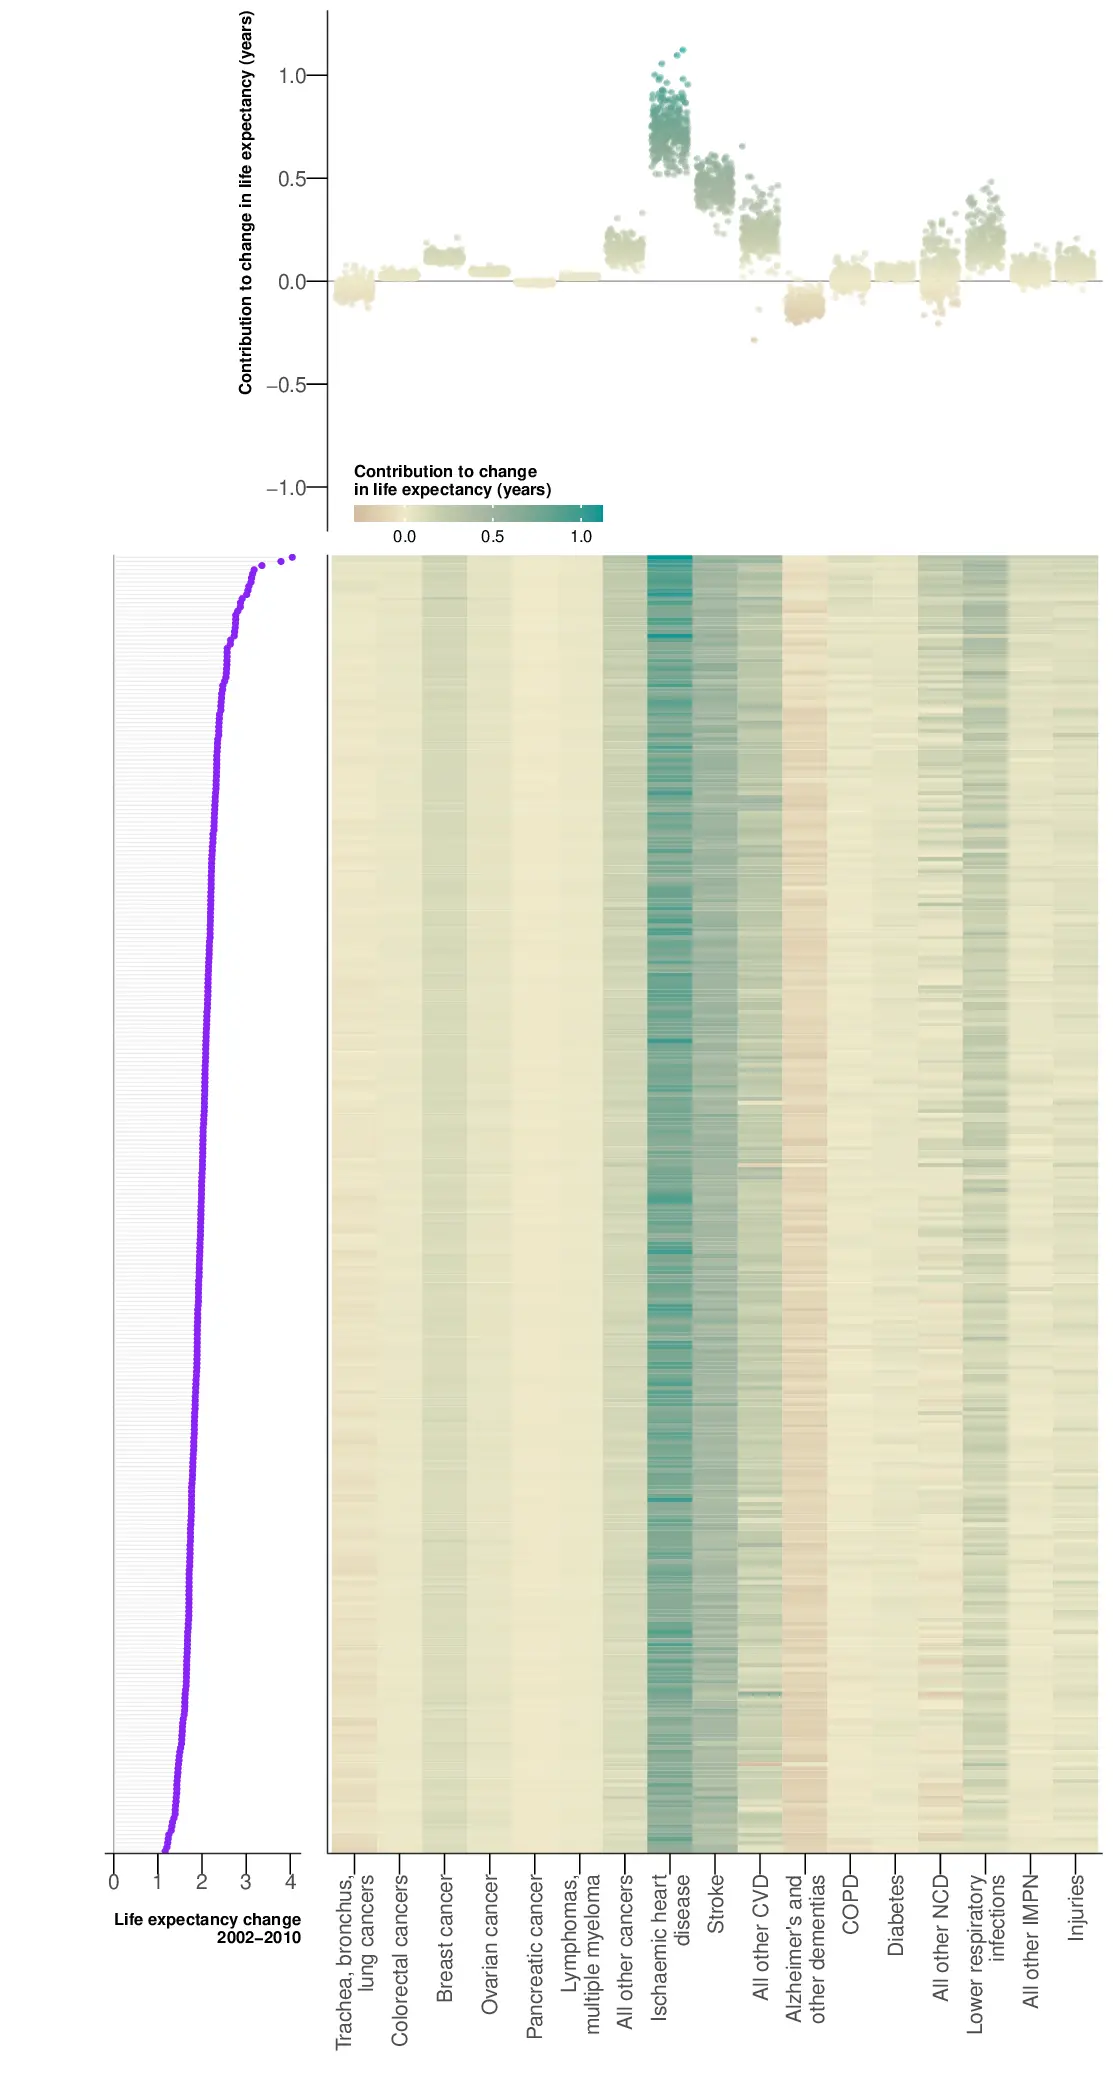 Contribution to change in life expectancy (years)
1.0
0.5
0.0
−0.5
−1.0
Contribution to change
in life expectancy (years)
0.0 0.5 1.0
0 1 2 3 4
Life expectancy change
2002−2010
Trachea, bronchus,
lung cancers
Colorectal cancers
Breast cancer
Ovarian cancer
Pancreatic cancer
Lymphomas,
multiple myeloma
All other cancers
Ischaemic heart
disease
Stroke
All other CVD
Alzheimer's and
other dementias
COPD
Diabetes
All other NCD
Lower respiratory
infections
All other IMPN
Injuries